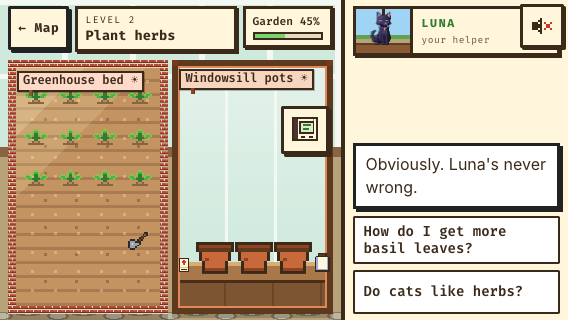 ← Map
LEVEL 2
Plant herbs
Garden 45%
LUNA
your helper
Greenhouse bed ☀
Windowsill pots ☀
Obviously. Luna's never
wrong.
How do I get more
basil leaves?
Do cats like herbs?